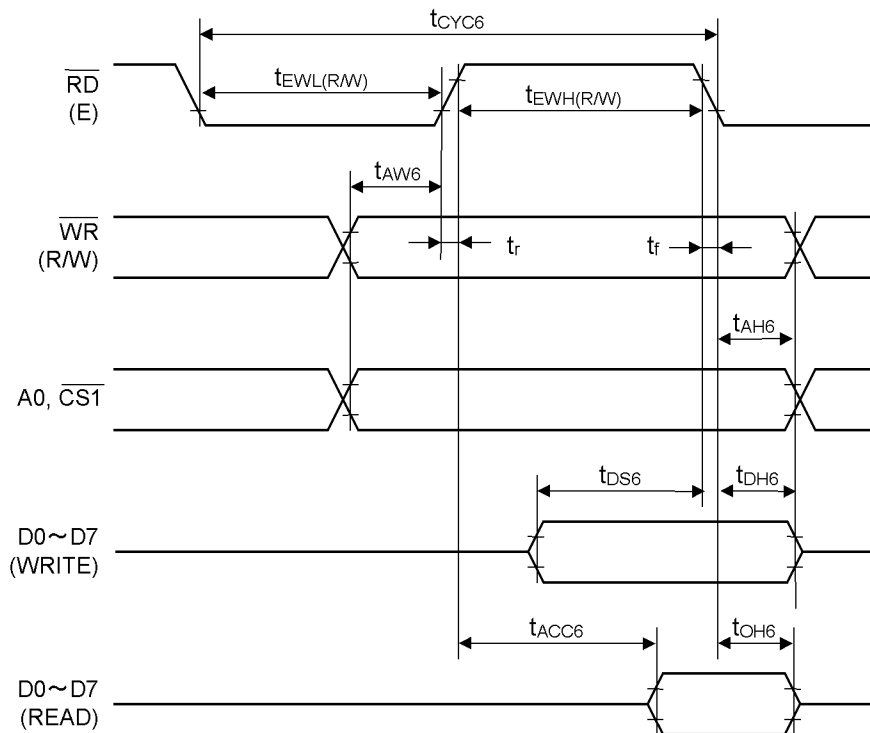 tCYC6
RD
(E)
tEWL(R/W)
tEWH(R/W)
tAW6
WR
(R/W)
tr
tf
tAH6
A0, CS1
tDS6
tDH6
D0~D7
(WRITE)
tACC6
tOH6
D0~D7
(READ)